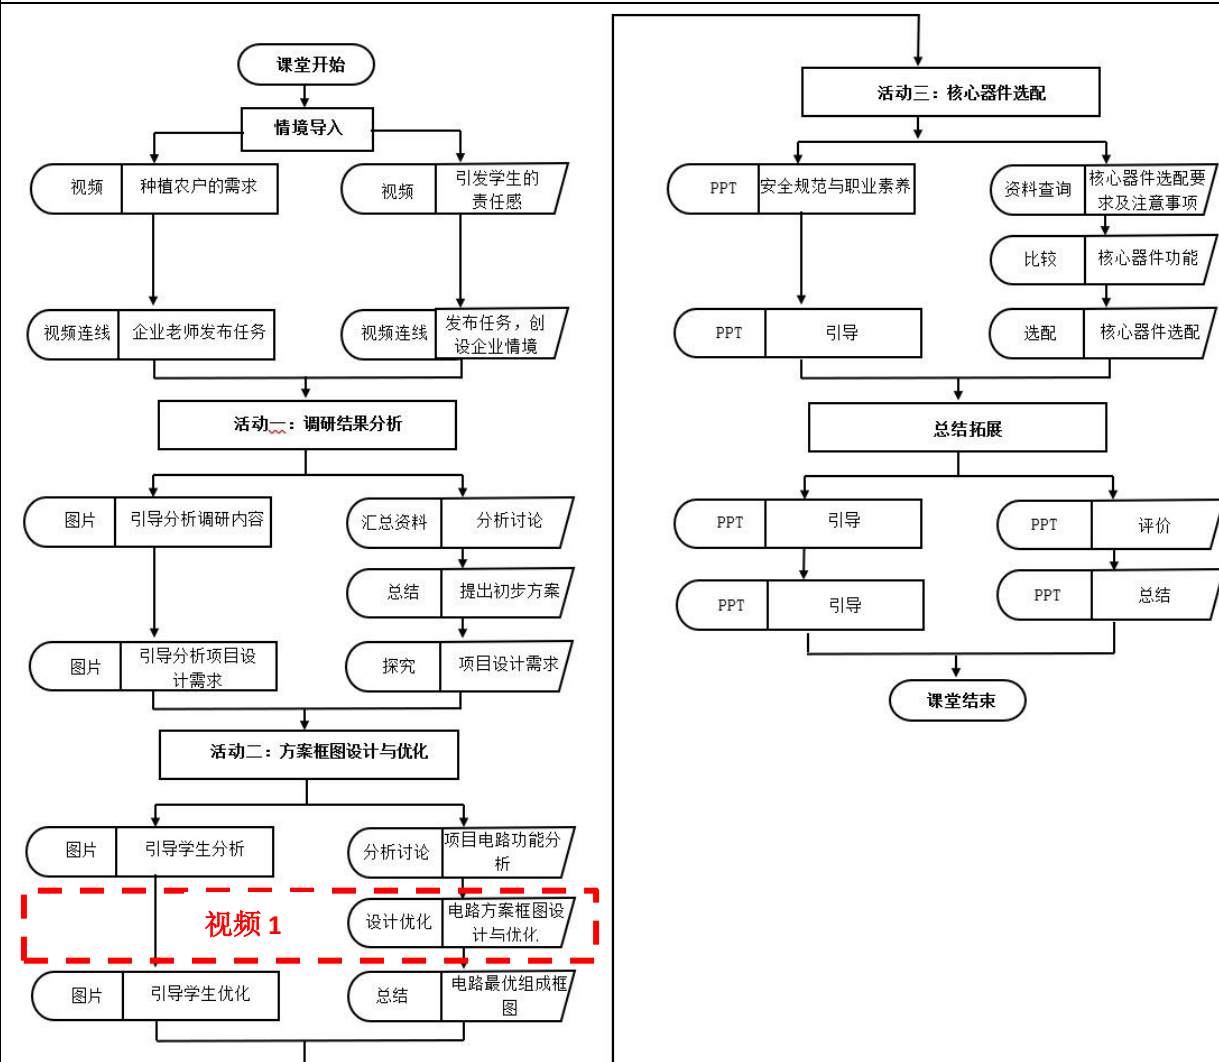 课堂开始
情境导入
视频
种植农户的需求
视频
引发学生的
责任感
视频连线
企业老师发布任务
视频连线
发布任务，创
设企业情境
活动一：调研结果分析
图片
引导分析调研内容
汇总资料
分析讨论
总结
提出初步方案
图片
引导分析项目设
计需求
探究
项目设计需求
活动二：方案框图设计与优化
图片
引导学生分析
分析讨论
项目电路功能分
析
视频 1
设计优化
电路方案框图设
计与优化
图片
引导学生优化
总结
电路最优组成框
图
活动三：核心器件选配
PPT
安全规范与职业素养
资料查询
核心器件选配要
求及注意事项
比较
核心器件功能
PPT
引导
选配
核心器件选配
总结拓展
PPT
引导
PPT
评价
PPT
引导
PPT
总结
课堂结束